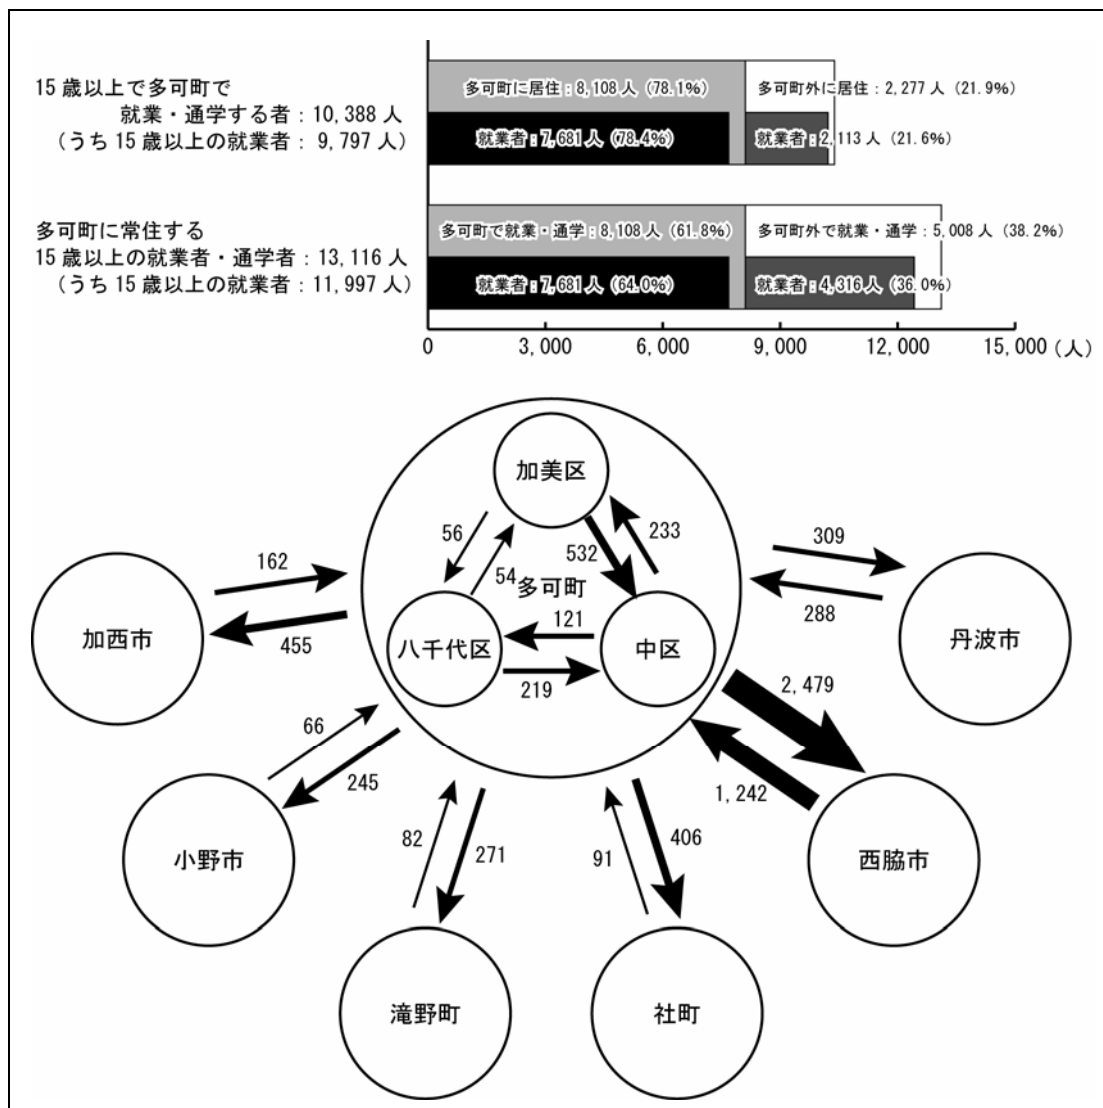 15歳以上で多可町で
就業・通学する者：10,388人
（うち15歳以上の就業者： 9,797人）
多可町に居住：8,108人（78.1%）
多可町外に居住：2,277人（21.9%）
就業者：7,681人（78.4%）
就業者：2,113人（21.6%）
多可町に常住する
15歳以上の就業者・通学者：13,116人
（うち15歳以上の就業者：11,997人）
多可町で就業・通学：8,108人（61.8%）
多可町外で就業・通学：5,008人（38.2%）
就業者：7,681人（64.0%）
就業者：4,316人（36.0%）
0 3,000 6,000 9,000 12,000 15,000（人）
加美区
56
54
532
233
多可町
八千代区
121
219
中区
162
455
加西市
309
288
丹波市
66
245
小野市
2,479
1,242
西脇市
82
271
滝野町
91
406
社町